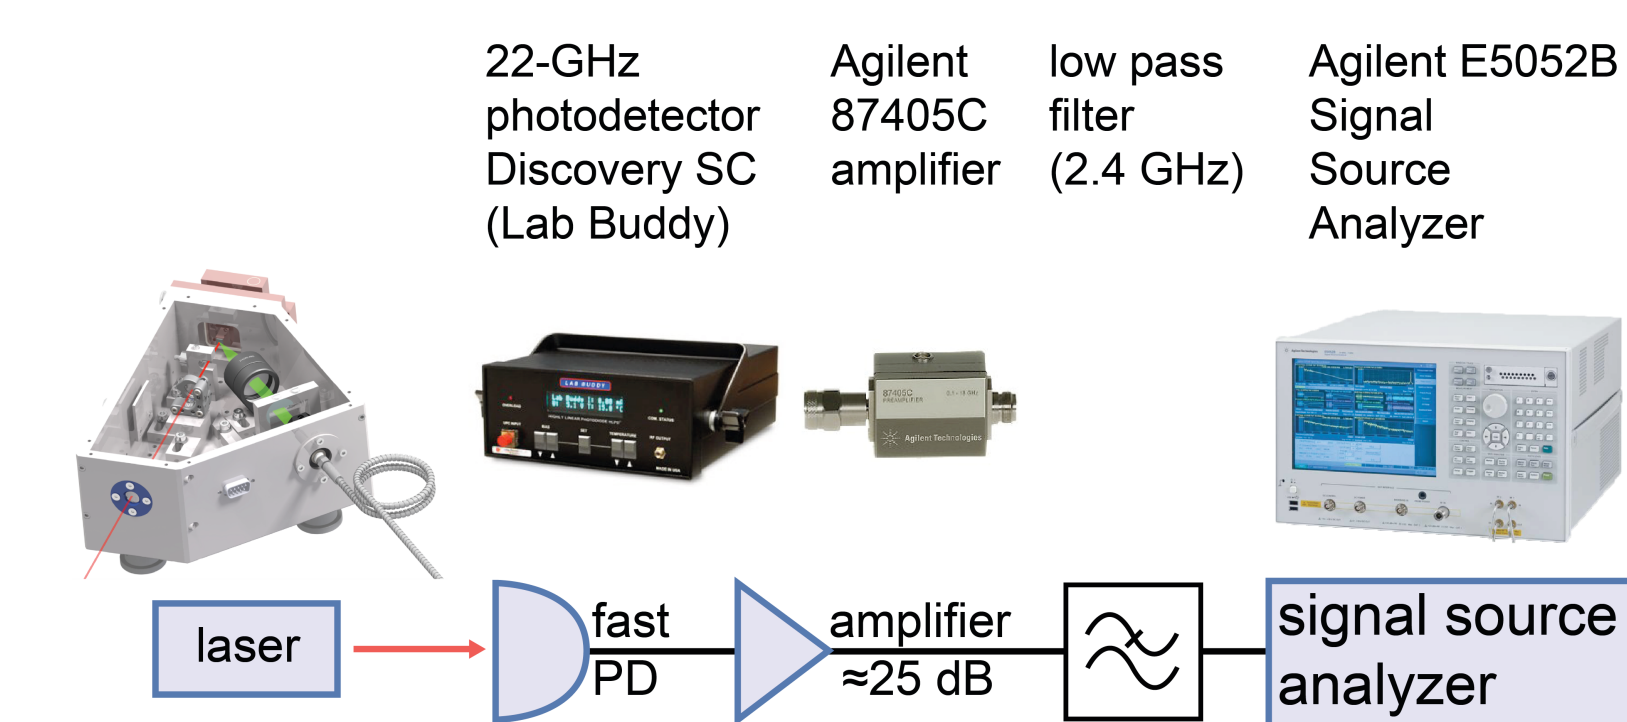 22-GHz
photodetector
Discovery SC
(Lab Buddy)
Agilent
87405C
amplifier
low pass
filter
(2.4 GHz)
Agilent E5052B
Signal
Source
Analyzer
LAB BUDDY
87405C
PREAMPLIFIER
Agilent Technologies
laser
fast
PD
amplifier
≈25 dB
signal source
analyzer